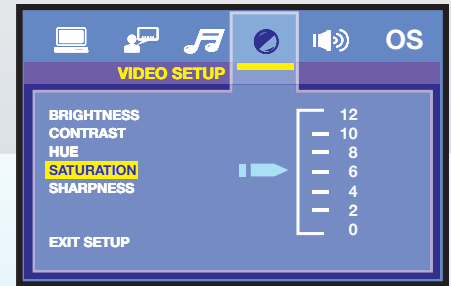 OS
VIDEO SETUP
BRIGHTNESS
CONTRAST
HUE
SATURATION
SHARPNESS
EXIT SETUP
12
10
8
6
4
2
0